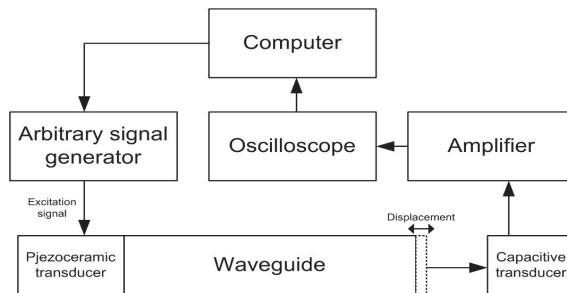 Computer
Arbitrary signal
generator
Oscilloscope
Amplifier
Excitation
signal
Displacement
Pjezoceramic
transducer
Waveguide
Capacitive
transducer